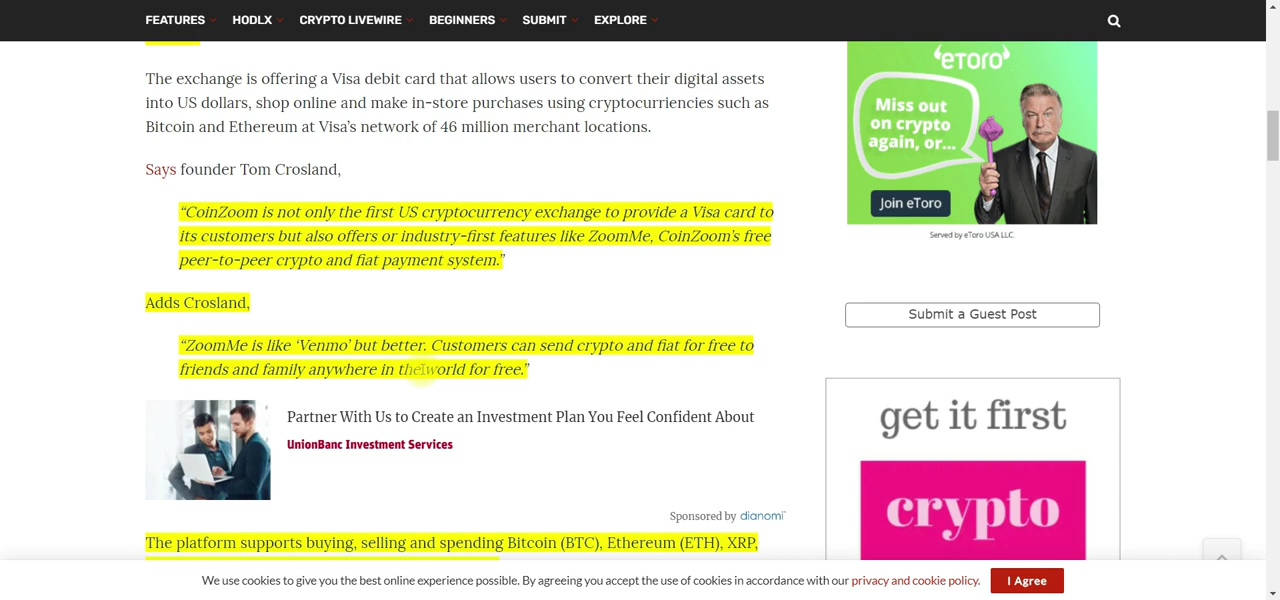 FEATURES HODLX CRYPTO LIVEWIRE BEGINNERS SUBMIT EXPLORE
The exchange is offering a Visa debit card that allows users to convert their digital assets
into US dollars, shop online and make in-store purchases using cryptocurriencies such as
Bitcoin and Ethereum at Visa's network of 46 million merchant locations.
Says founder Tom Crosland,
“CoinZoom is not only the first US cryptocurrency exchange to provide a Visa card to
its customers but also offers or industry-first features like ZoomMe, CoinZoom's free
peer-to-peer crypto and fiat payment system.”
Adds Crosland,
“ZoomMe is like ‘Venmo’ but better. Customers can send crypto and fiat for free to
friends and family anywhere in the world for free.”
Partner With Us to Create an Investment Plan You Feel Confident About
UnionBanc Investment Services
Sponsored by dianomi
The platform supports buying, selling and spending Bitcoin (BTC), Ethereum (ETH), XRP,
eToro
Miss out
on crypto
again, or...
Join eToro
Served by eToro USA LLC.
Submit a Guest Post
get it first
crypto
We use cookies to give you the best online experience possible. By agreeing you accept the use of cookies in accordance with our privacy and cookie policy.
I Agree